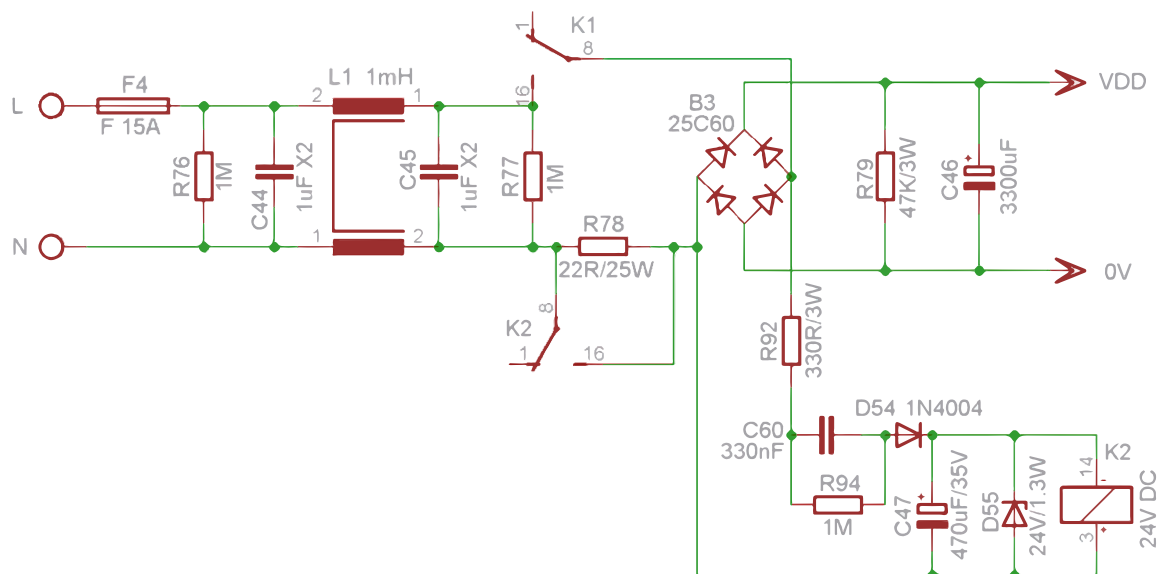 1
K1
8
16
L
F4
F 15A
L1 1mH
2
1
R76
1M
C44
1uF X2
C45
1uF X2
R77
1M
N
1
2
R78
22R/25W
8
K2
1
16
B3
25C60
R79
47K/3W
C46
+
3300uF
VDD
0V
R92
330R/3W
C60
330nF
D54 1N4004
R94
1M
C47
+
470uF/35V
D55
24V/1.3W
K2
14
-
3
+
24V DC